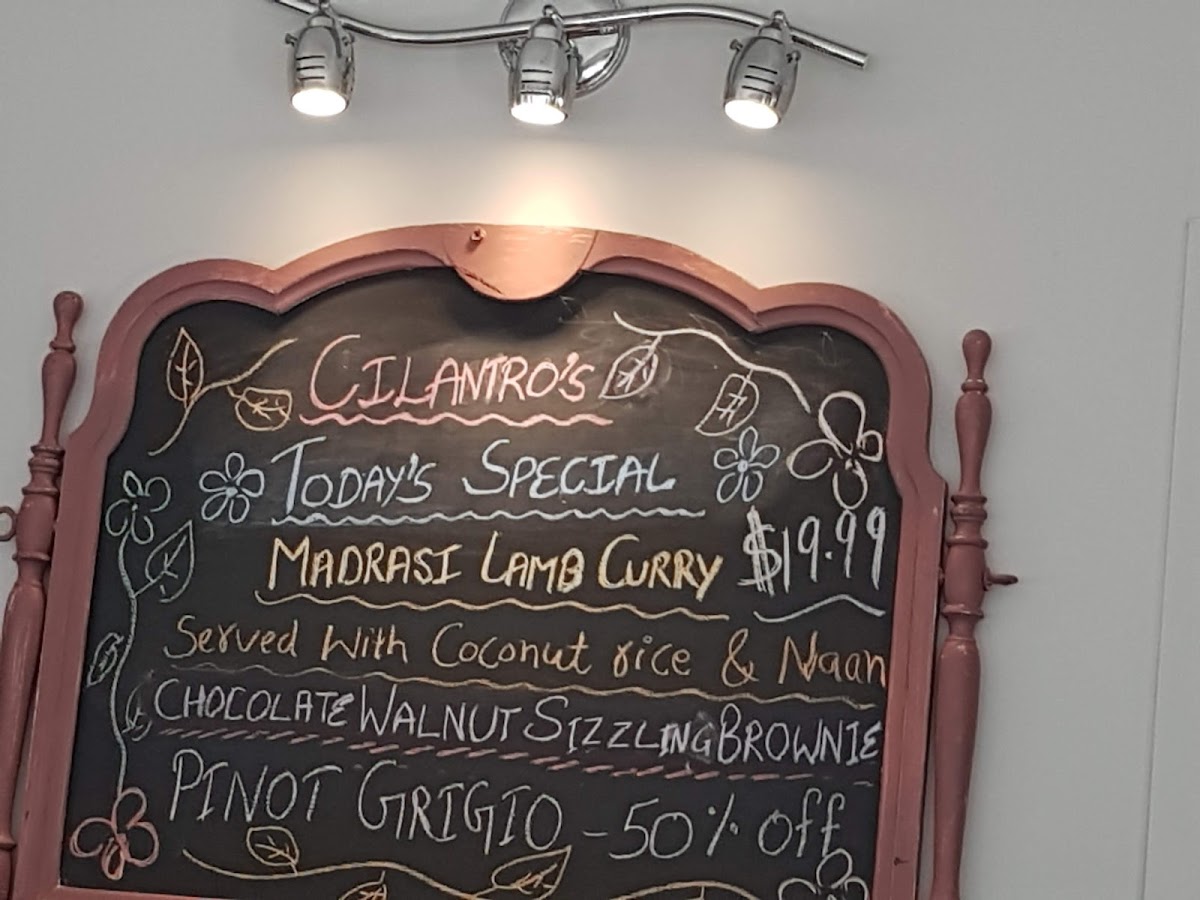 CILANTRO'S
TODAY'S SPECIAL
MADRASI LAMB CURRY $19.99
Served With Coconut rice & Naan
CHOCOLATE WALNUT SIZZLING BROWNIE
PINOT GRIGIO - 50% off